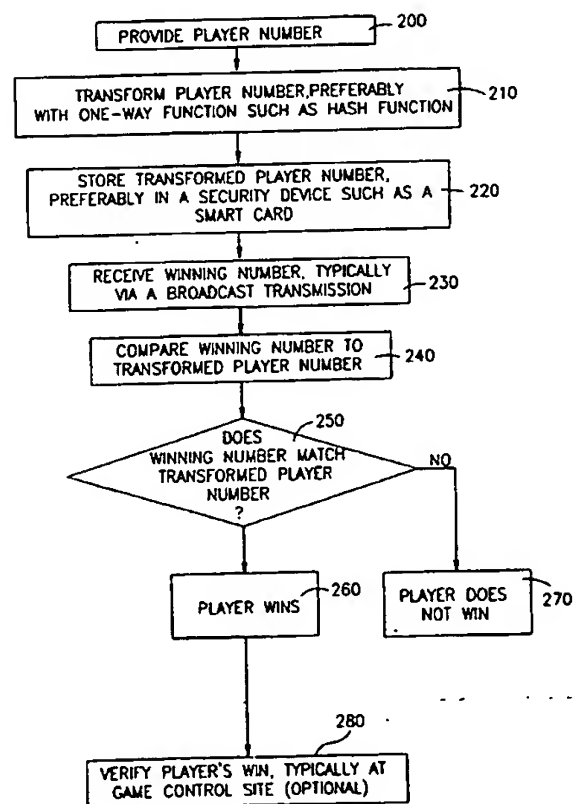 PROVIDE PLAYER NUMBER
200
TRANSFORM PLAYER NUMBER,PREFERABLY
WITH ONE-WAY FUNCTION SUCH AS HASH FUNCTION
210
STORE TRANSFORMED PLAYER NUMBER,
PREFERABLY IN A SECURITY DEVICE SUCH AS A
SMART CARD
220
RECEIVE WINNING NUMBER, TYPICALLY
VIA A BROADCAST TRANSMISSION
230
COMPARE WINNING NUMBER TO
TRANSFORMED PLAYER NUMBER
240
250
DOES
WINNING NUMBER MATCH
TRANSFORMED PLAYER
NUMBER
?
NO
PLAYER WINS
260
PLAYER DOES
NOT WIN
270
280
VERIFY PLAYER'S WIN, TYPICALLY AT
GAME CONTROL SITE (OPTIONAL)